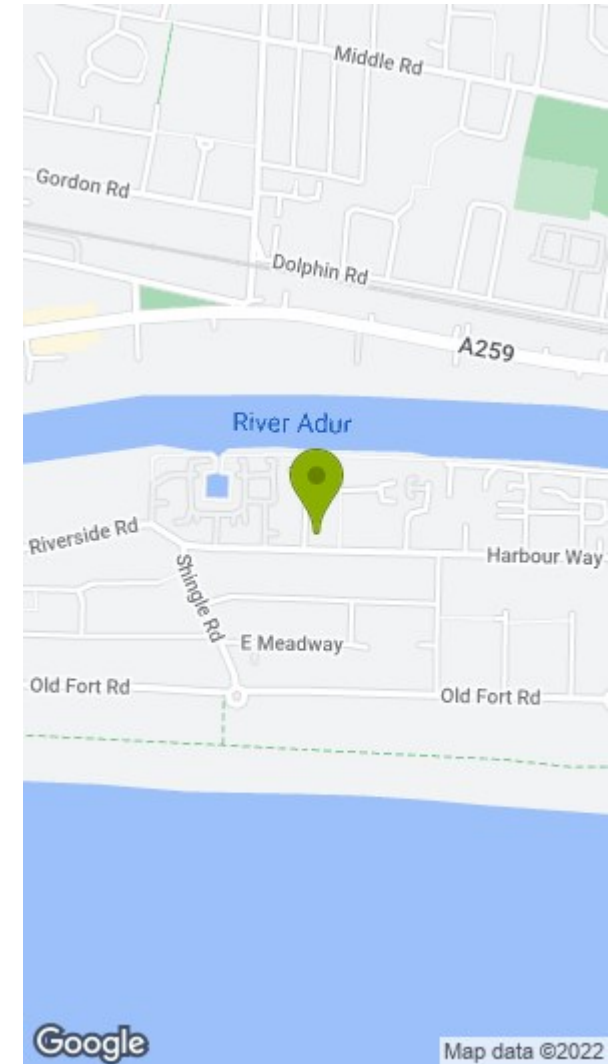 Middle Rd
Gordon Rd
Dolphin Rd
A259
River Adur
Riverside Rd
Harbour Way
Shingle Rd
E Meadway
Old Fort Rd
Old Fort Rd
Google
Map data ©2022